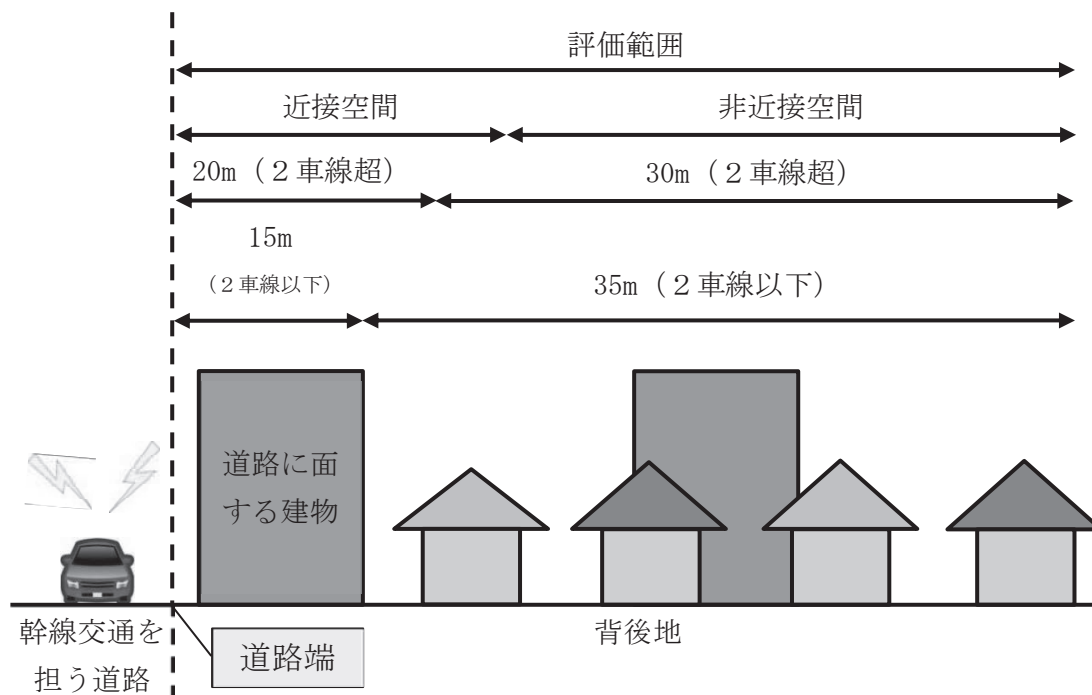 評価範囲
近接空間
非近接空間
20m（２車線超）
30m（２車線超）
15m
（２車線以下）
35m（２車線以下）
道路に面
する建物
幹線交通を
担う道路
道路端
背後地